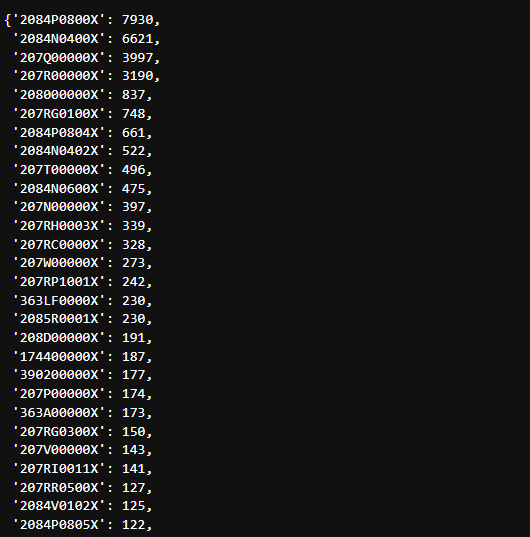 {'2084P0800X': 7930,
'2084N0400X': 6621,
'207Q00000X': 3997,
'207R00000X': 3190,
'208000000X': 837,
'207RG0100X': 748,
'2084P0804X': 661,
'2084N0402X': 522,
'207T00000X': 496,
'2084N0600X': 475,
'207N00000X': 397,
'207RH0003X': 339,
'207RC0000X': 328,
'207W00000X': 273,
'207RP1001X': 242,
'363LF0000X': 230,
'2085R0001X': 230,
'208D00000X': 191,
'174400000X': 187,
'390200000X': 177,
'207P00000X': 174,
'363A00000X': 173,
'207RG0300X': 150,
'207V00000X': 143,
'207RI0011X': 141,
'207RR0500X': 127,
'2084V0102X': 125,
'2084P0805X': 122,